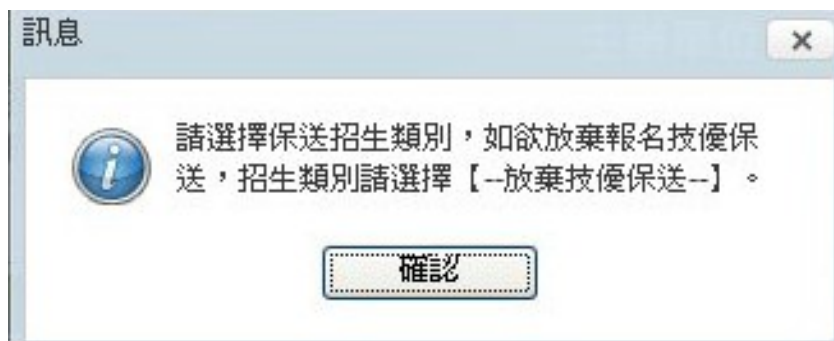 訊息
請選擇保送招生類別，如欲放棄報名技優保
送，招生類別請選擇【--放棄技優保送--】。
確認